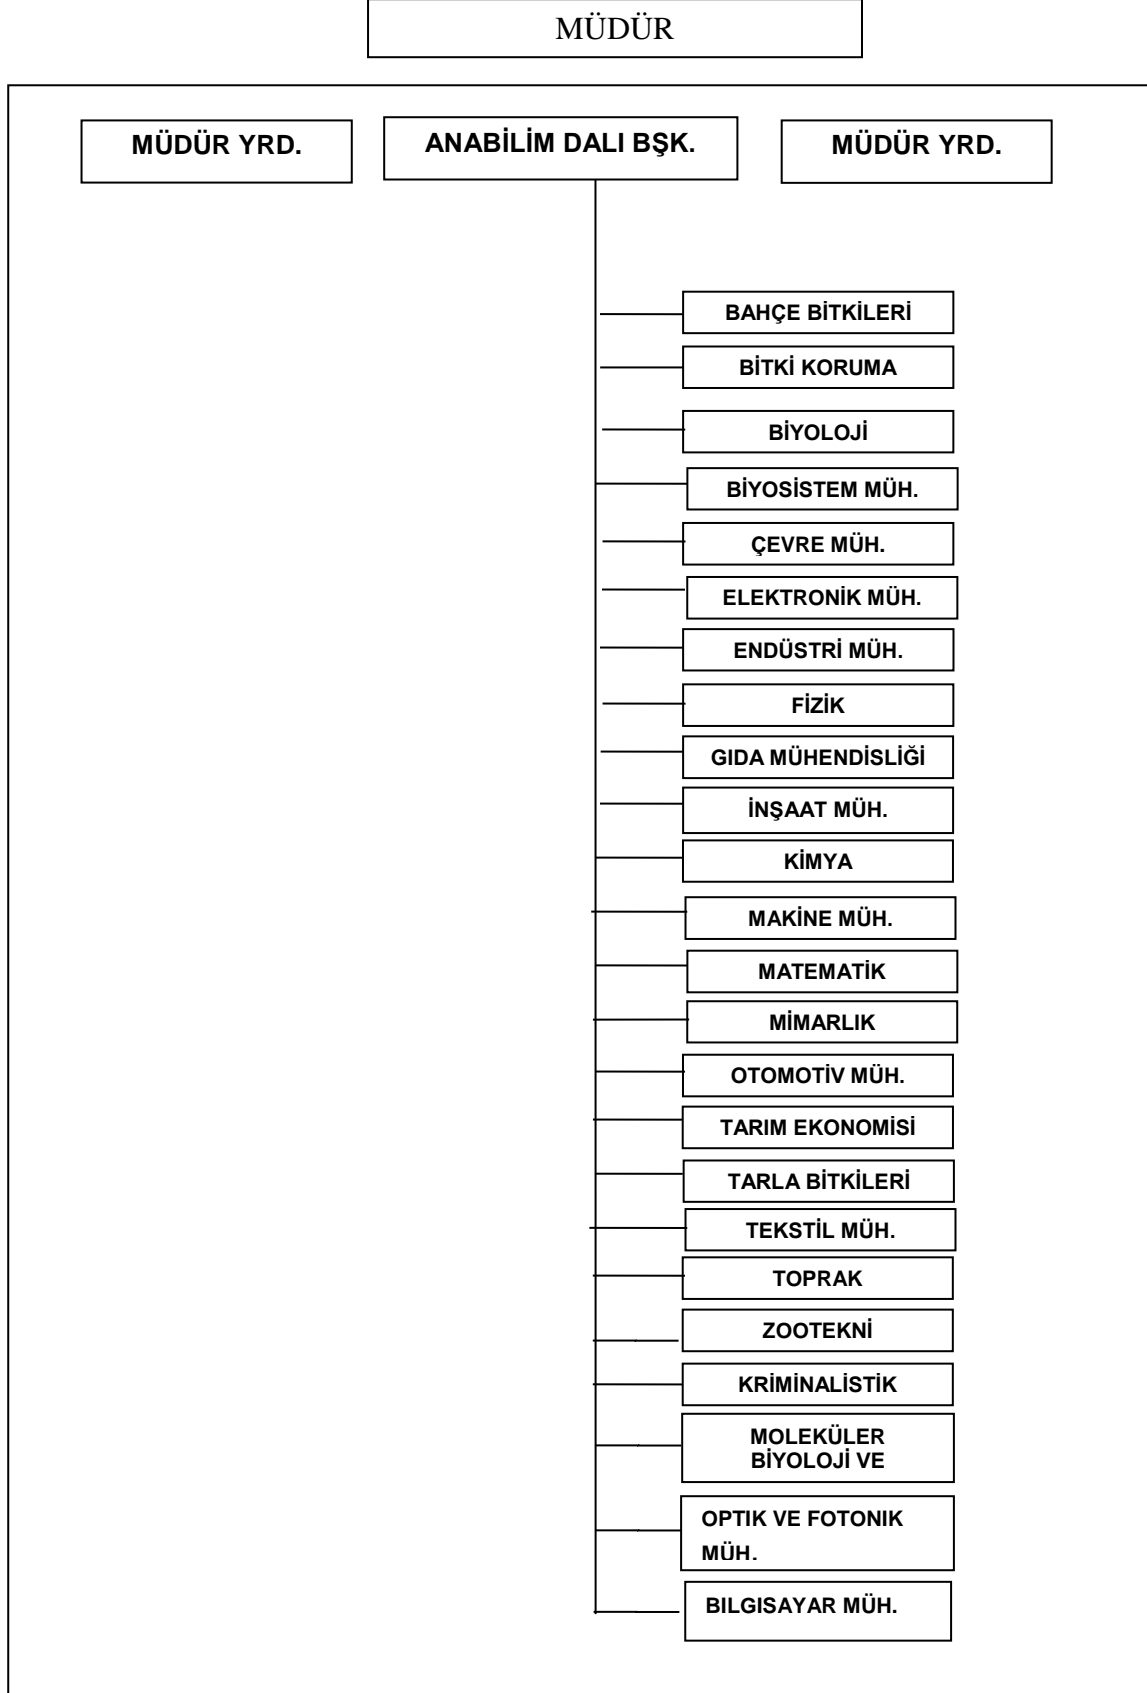 MÜDÜR
MÜDÜR YRD.
ANABİLİM DALI BŞK.
MÜDÜR YRD.
BAHÇE BİTKİLERİ
BİTKİ KORUMA
BİYOLOJİ
BİYOSİSTEM MÜH.
ÇEVRE MÜH.
ELEKTRONİK MÜH.
ENDÜSTRİ MÜH.
FİZİK
GIDA MÜHENDİSLİĞİ
İNŞAAT MÜH.
KİMYA
MAKİNE MÜH.
MATEMATİK
MİMARLIK
OTOMOTİV MÜH.
TARIM EKONOMİSİ
TARLA BİTKİLERİ
TEKSTİL MÜH.
TOPRAK
ZOOTEKNİ
KRİMİNALİSTİK
MOLEKÜLER
BİYOLOJİ VE
OPTIK VE FOTONIK
MÜH.
BILGISAYAR MÜH.